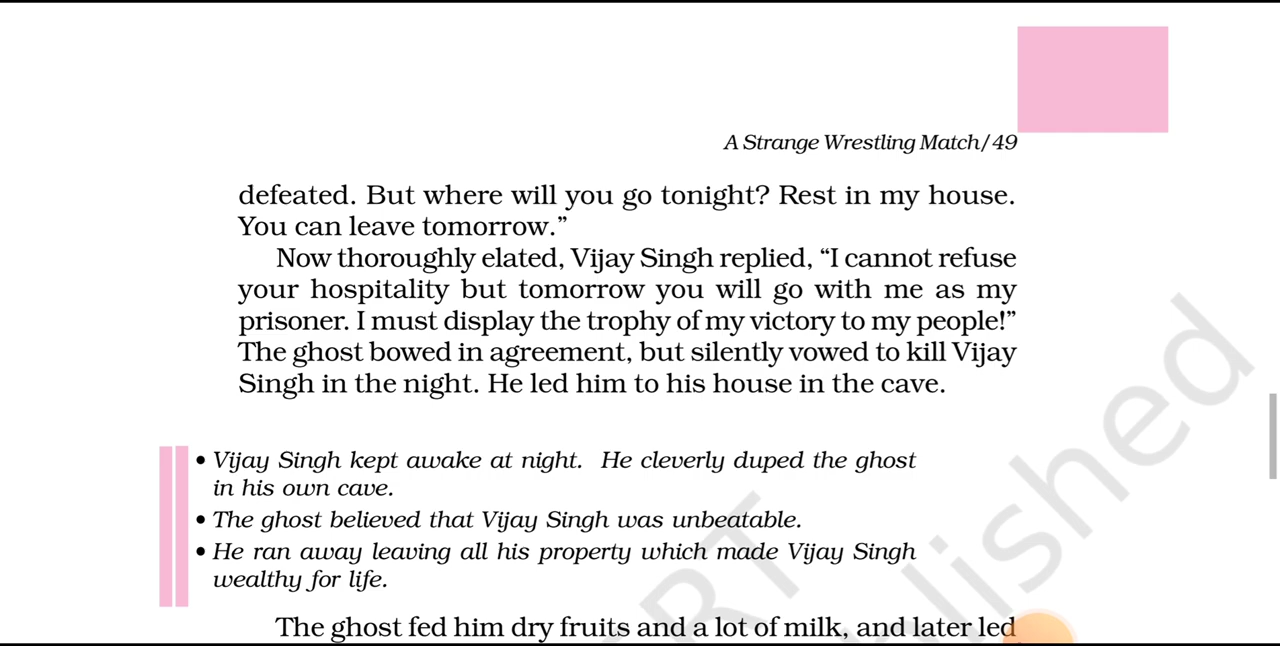 A Strange Wrestling Match/49
defeated. But where will you go tonight? Rest in my house.
You can leave tomorrow.”
Now thoroughly elated, Vijay Singh replied, “I cannot refuse
your hospitality but tomorrow you will go with me as my
prisoner. I must display the trophy of my victory to my people!”
The ghost bowed in agreement, but silently vowed to kill Vijay
Singh in the night. He led him to his house in the cave.
• Vijay Singh kept awake at night. He cleverly duped the ghost
in his own cave.
• The ghost believed that Vijay Singh was unbeatable.
• He ran away leaving all his property which made Vijay Singh
wealthy for life.
The ghost fed him dry fruits and a lot of milk, and later led